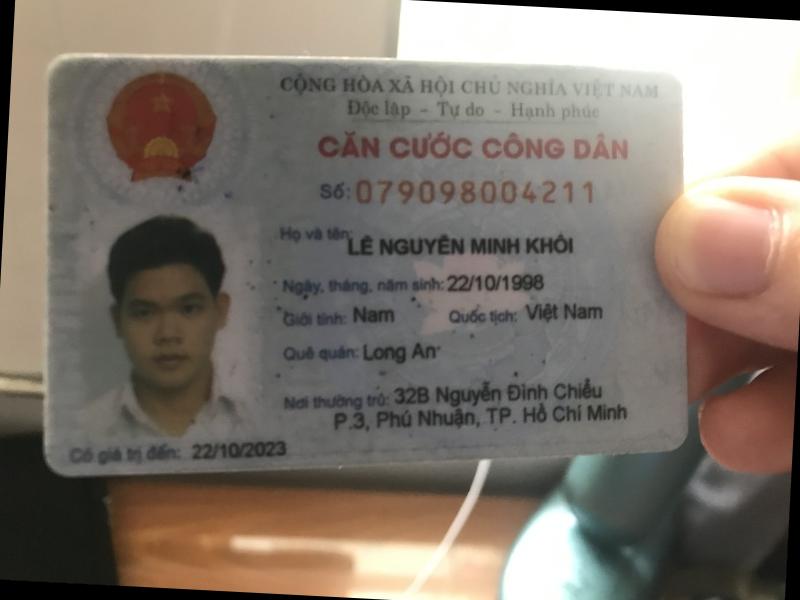 CỘNG HÒA XÃ HỘI CHỦ NGHĨA VIỆT NAM
Độc lập - Tự do - Hạnh phúc
CĂN CƯỚC CÔNG DÂN
Số: 079098004211
Họ và tên: LÊ NGUYÊN MINH KHÔI
Ngày, tháng, năm sinh: 22/10/1998
Giới tính: Nam Quốc tịch: Việt Nam
Quê quán: Long An
Nơi thường trú: 32B Nguyễn Đình Chiểu
P.3, Phú Nhuận, TP. Hồ Chí Minh
Có giá trị đến: 22/10/2023